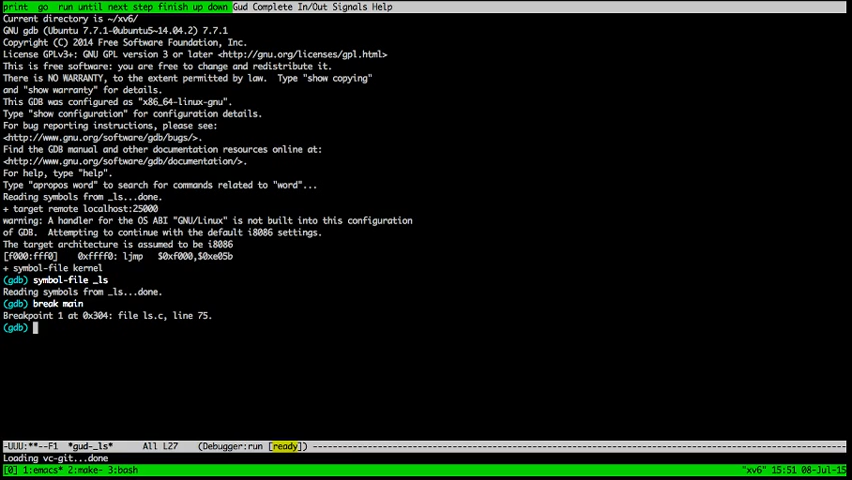 print go run until next step finish up down Gud Complete In/Out Signals Help
Current directory is ~/xv6/
GNU gdb (Ubuntu 7.7.1-0ubuntu5~14.04.2) 7.7.1
Copyright (C) 2014 Free Software Foundation, Inc.
License GPLv3+: GNU GPL version 3 or later <http://gnu.org/licenses/gpl.html>
This is free software: you are free to change and redistribute it.
There is NO WARRANTY, to the extent permitted by law.  Type "show copying"
and "show warranty" for details.
This GDB was configured as "x86_64-linux-gnu".
Type "show configuration" for configuration details.
For bug reporting instructions, please see:
<http://www.gnu.org/software/gdb/bugs/>.
Find the GDB manual and other documentation resources online at:
<http://www.gnu.org/software/gdb/documentation/>.
For help, type "help".
Type "apropos word" to search for commands related to "word"...
Reading symbols from _ls...done.
+ target remote localhost:25000
warning: A handler for the OS ABI "GNU/Linux" is not built into this configuration
of GDB.  Attempting to continue with the default i8086 settings.
The target architecture is assumed to be i8086
[f000:fff0]    0xffff0: ljmp   $0xf000,$0xe05b
+ symbol-file kernel
(gdb) symbol-file _ls
Reading symbols from _ls...done.
(gdb) break main
Breakpoint 1 at 0x304: file ls.c, line 75.
(gdb)
-UUU:**--F1  *gud-_ls*      All L27    (Debugger:run [ready])----------------------------------------
Loading vc-git...done
[0] 1:emacs* 2:make- 3:bash "xv6" 15:51 08-Jul-15